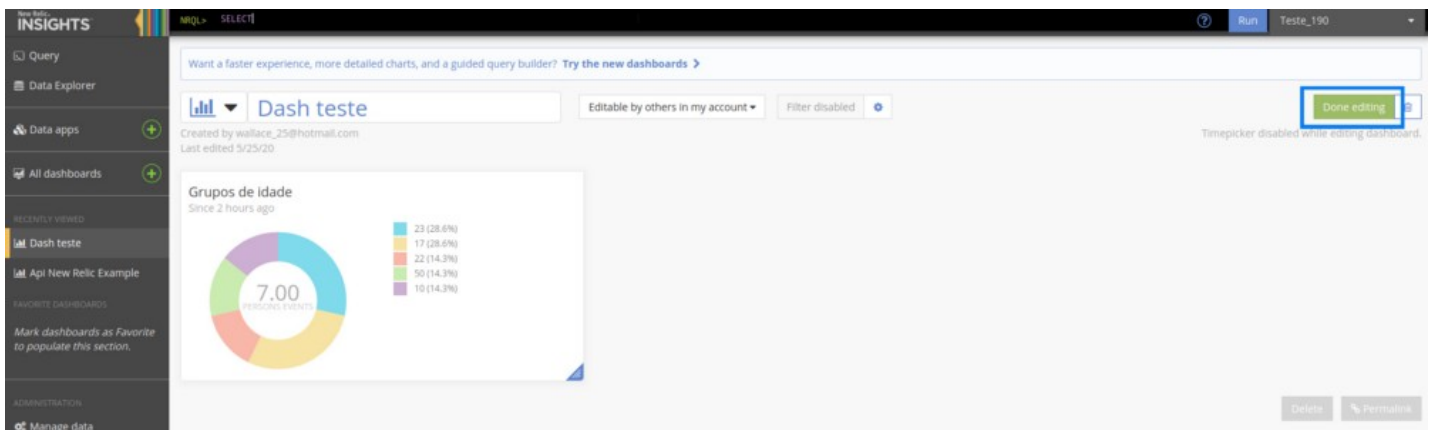 New Relic.
INSIGHTS
NRQL> SELECT
Run
Teste_190
Query
Data Explorer
Data apps
All dashboards
RECENTLY VIEWED
Dash teste
Api New Relic Example
FAVORITE DASHBOARDS
Mark dashboards as Favorite
to populate this section.
ADMINISTRATION
Manage data
Want a faster experience, more detailed charts, and a guided query builder? Try the new dashboards
Dash teste
Editable by others in my account
Filter disabled
Done editing
Created by wallace_25@hotmail.com
Last edited 5/25/20
Timepicker disabled while editing dashboard.
Grupos de idade
Since 2 hours ago
7.00
PERSONS EVENTS
23 (28.6%)
17 (28.6%)
22 (14.3%)
50 (14.3%)
10 (14.3%)
Delete
Permalink